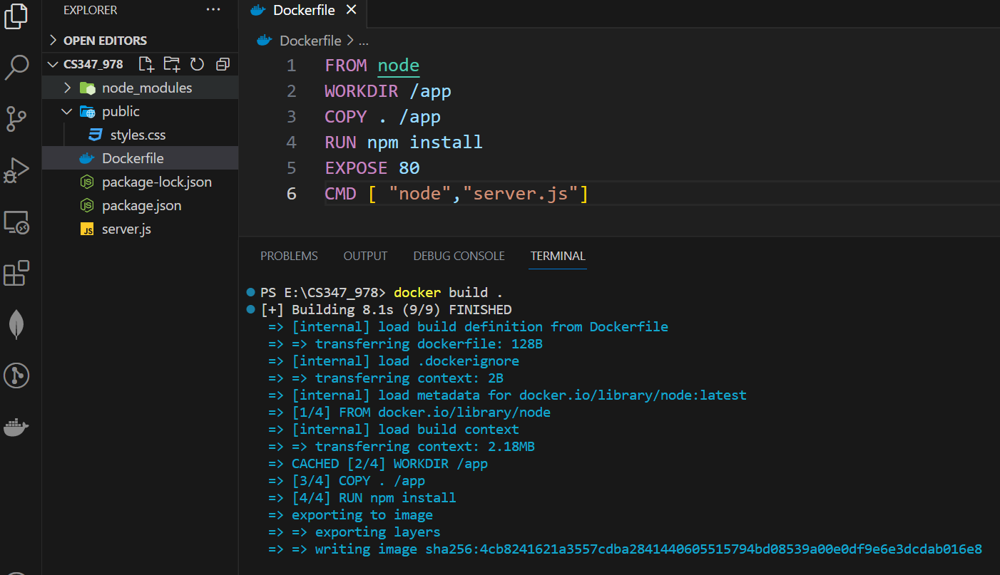 EXPLORER
Dockerfile
OPEN EDITORS
CS347_978
node_modules
public
styles.css
Dockerfile
package-lock.json
package.json
server.js
Dockerfile > ...
1 FROM node
2 WORKDIR /app
3 COPY . /app
4 RUN npm install
5 EXPOSE 80
6 CMD [ "node","server.js"]
PROBLEMS OUTPUT DEBUG CONSOLE TERMINAL
PS E:\CS347_978> docker build .
[+] Building 8.1s (9/9) FINISHED
=> [internal] load build definition from Dockerfile
=> => transferring dockerfile: 128B
=> [internal] load .dockerignore
=> => transferring context: 2B
=> [internal] load metadata for docker.io/library/node:latest
=> [1/4] FROM docker.io/library/node
=> [internal] load build context
=> => transferring context: 2.18MB
=> CACHED [2/4] WORKDIR /app
=> [3/4] COPY . /app
=> [4/4] RUN npm install
=> exporting to image
=> => exporting layers
=> => writing image sha256:4cb8241621a3557cdba2841440605515794bd08539a00e0df9e6e3dcdab016e8